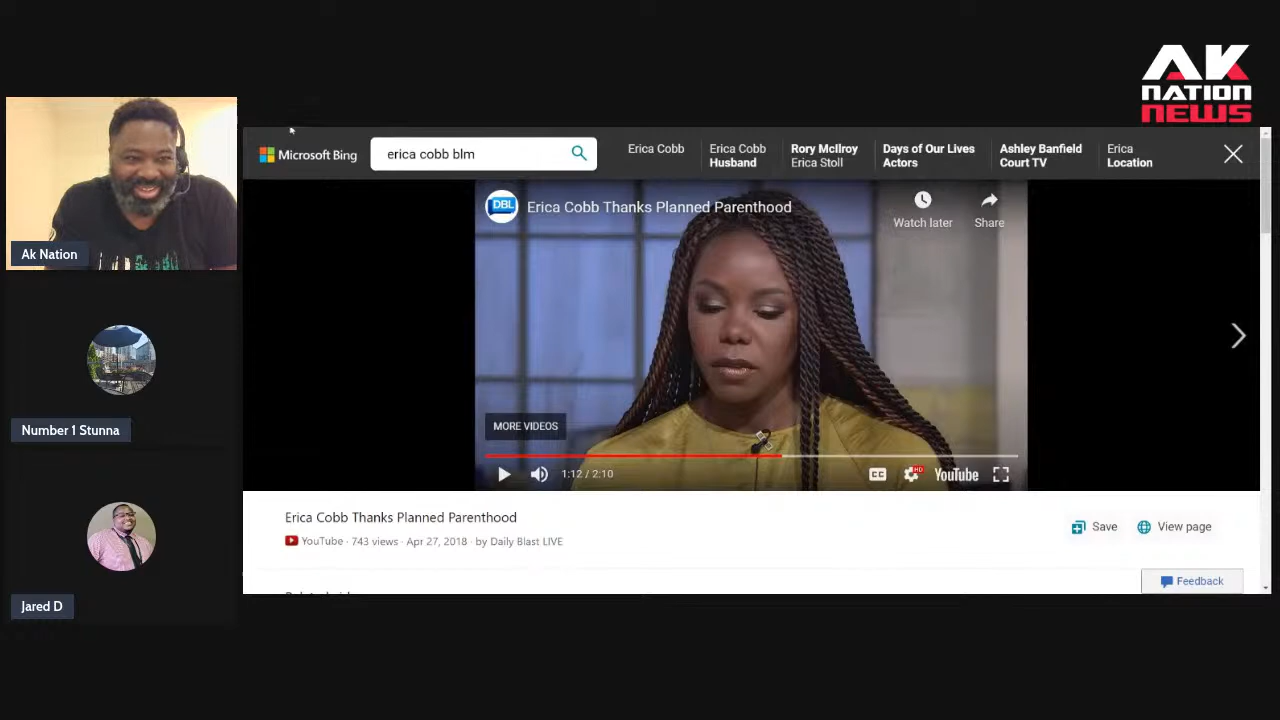 AK
NATION
NEWS
Ak Nation
Number 1 Stunna
Jared D
Microsoft Bing
erica cobb blm
Erica Cobb
Erica Cobb
Husband
Rory McIlroy
Erica Stoll
Days of Our Lives
Actors
Ashley Banfield
Court TV
Erica
Location
DBL
Erica Cobb Thanks Planned Parenthood
Watch later
Share
MORE VIDEOS
1:12 / 2:10
CC
HD
YouTube
Erica Cobb Thanks Planned Parenthood
YouTube · 743 views · Apr 27, 2018 · by Daily Blast LIVE
Save
View page
Feedback